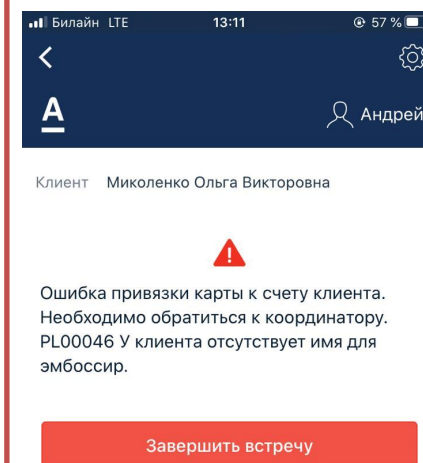 Билайн LTE 13:11 57 %
А
Андрей
Клиент Миколенко Ольга Викторовна
Ошибка привязки карты к счету клиента.
Необходимо обратиться к координатору.
PL00046 У клиента отсутствует имя для
эмбоссир.
Завершить встречу